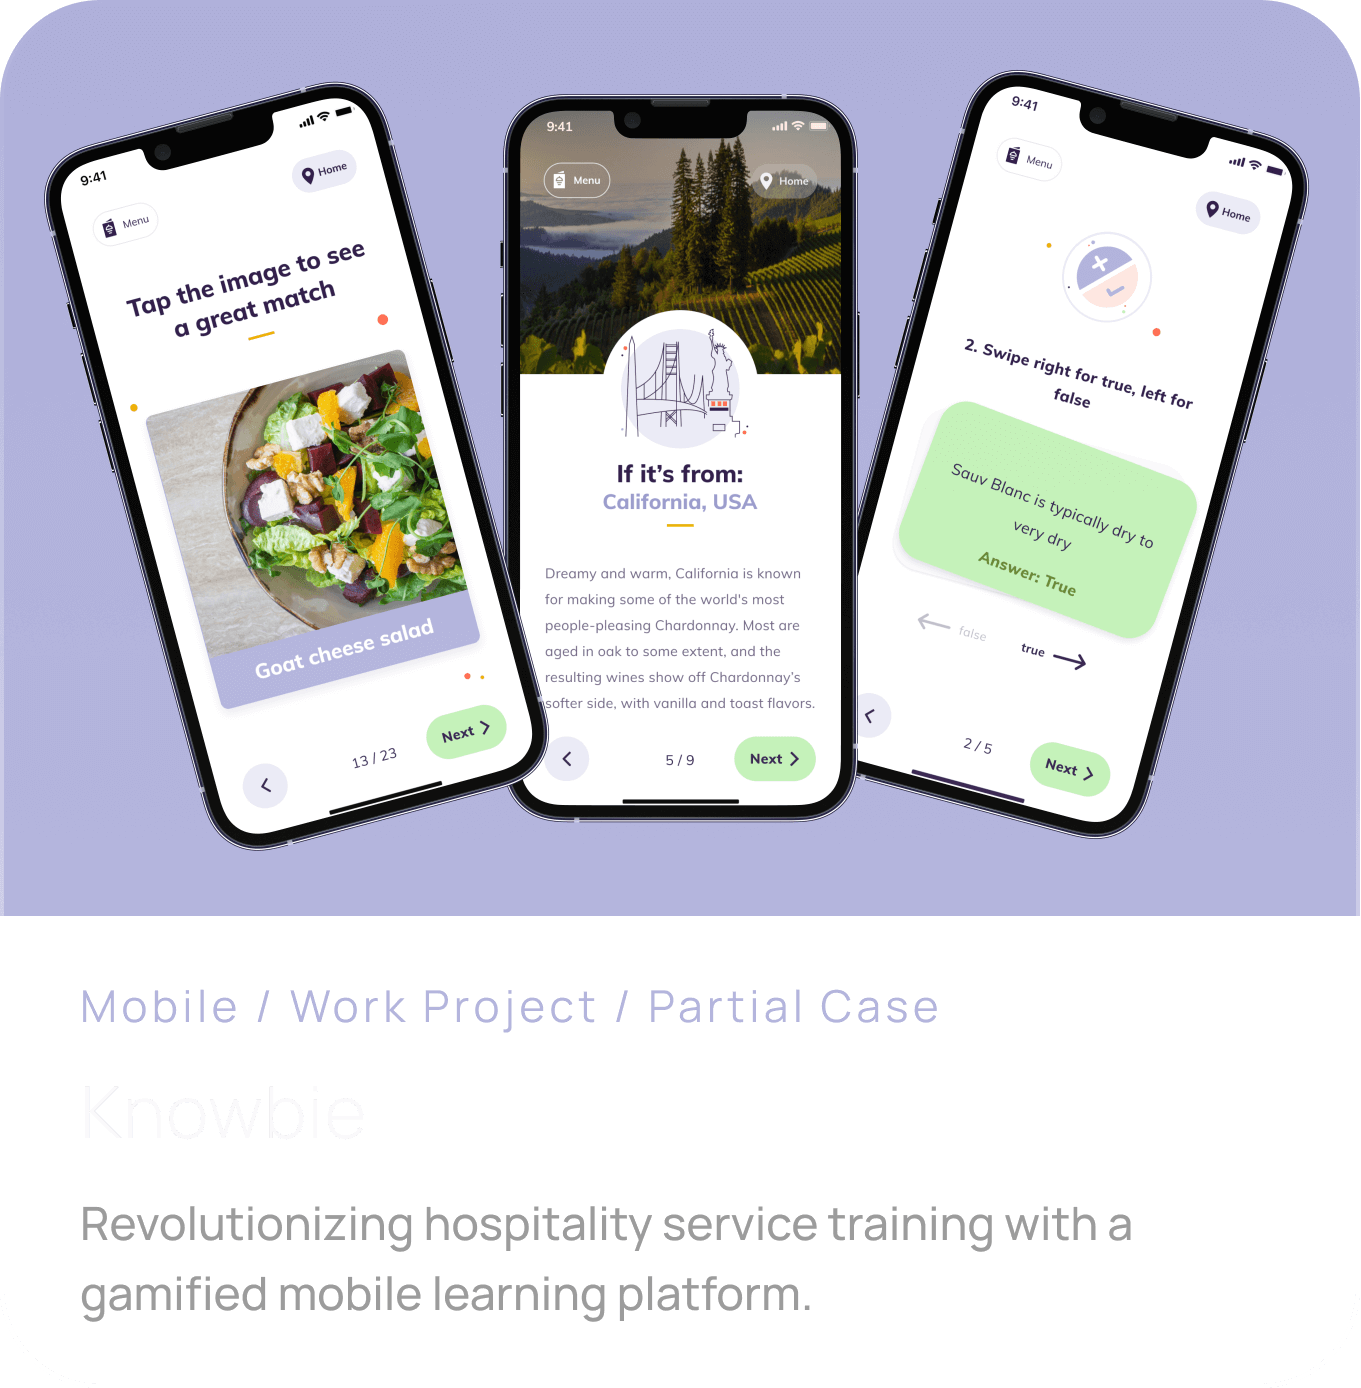 9:41
Home
Menu
Tap the image to see
a great match
Goat cheese salad
13 / 23
Next
9:41
Menu
Home
If it's from:
California, USA
Dreamy and warm, California is known
for making some of the world's most
people-pleasing Chardonnay. Most are
aged in oak to some extent, and the
resulting wines show off Chardonnay's
softer side, with vanilla and toast flavors.
5 / 9
Next
9:41
Menu
Home
2. Swipe right for true, left for
false
Sauv Blanc is typically dry to
very dry
Answer: True
false
true
2 / 5
Next
Mobile / Work Project / Partial Case
Knowbie
Revolutionizing hospitality service training with a
gamified mobile learning platform.